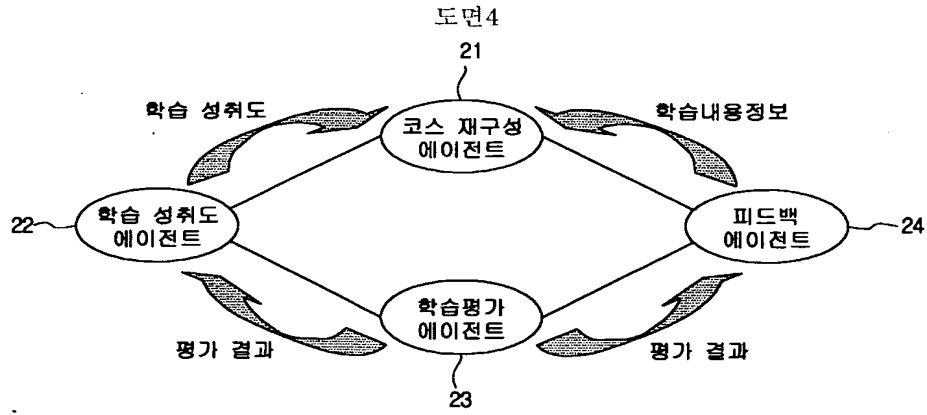 도면4
21
학습 성취도
학습내용정보
코스 재구성
에이전트
22
학습 성취도
에이전트
피드백
에이전트
24
학습평가
에이전트
평가 결과
평가 결과
23